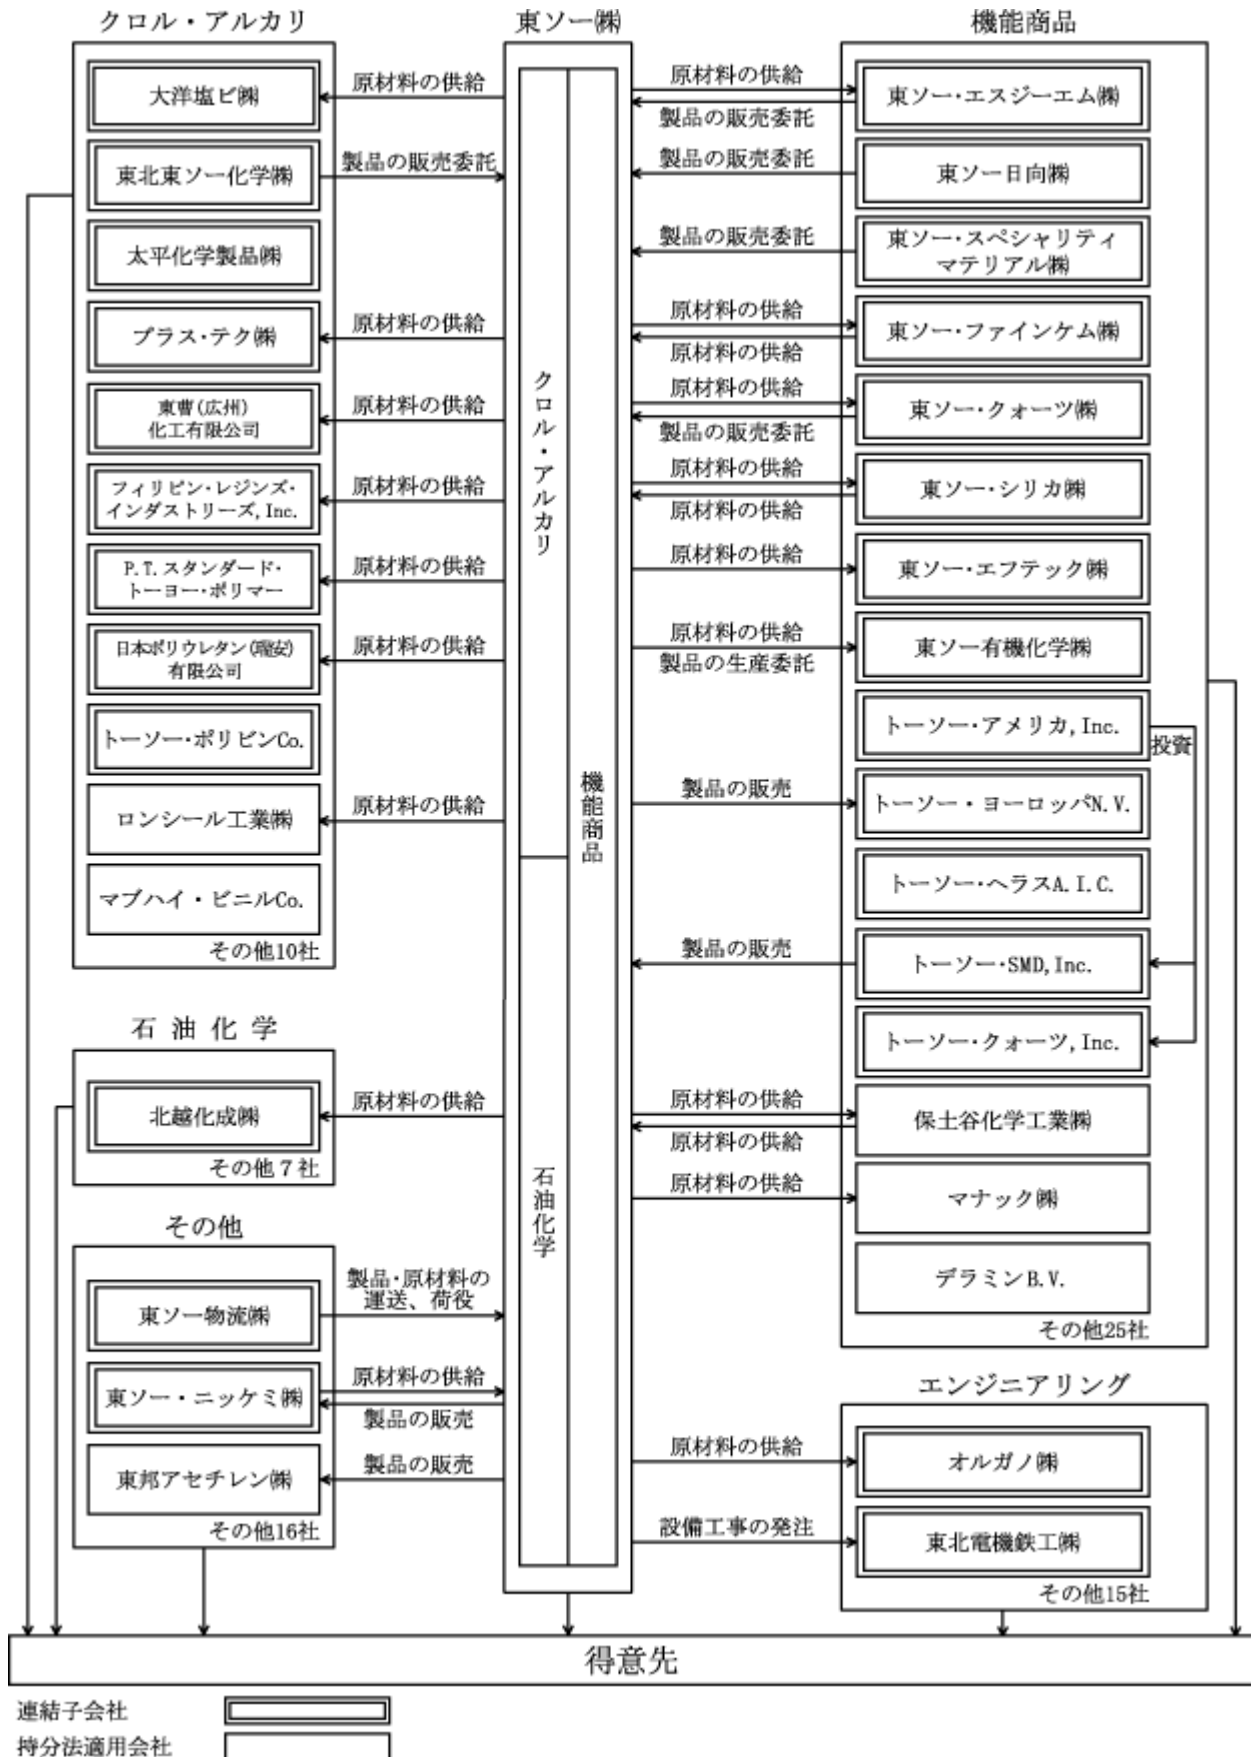 クロル・アルカリ
大洋塩ビ㈱
東北東ソー化学㈱
太平化学製品㈱
プラス・テク㈱
東曹(広州)
化工有限公司
フィリピン・レジンズ・
インダストリーズ, Inc.
P.T.スタンダード・
トーヨー・ポリマー
日本ポリウレタン(瑞安)
有限公司
トーソー・ポリビンCo.
ロンシール工業㈱
マブハイ・ビニルCo.
その他10社
石油化学
北越化成㈱
その他7社
その他
東ソー物流㈱
東ソー・ニッケミ㈱
東邦アセチレン㈱
その他16社
原材料の供給
製品の販売委託
原材料の供給
原材料の供給
原材料の供給
原材料の供給
原材料の供給
原材料の供給
原材料の供給
製品・原材料の
運送、荷役
原材料の供給
製品の販売
製品の販売
東ソー㈱
クロル・アルカリ
石油化学
機能商品
原材料の供給
製品の販売委託
製品の販売委託
製品の販売委託
原材料の供給
原材料の供給
原材料の供給
製品の販売委託
原材料の供給
原材料の供給
原材料の供給
原材料の供給
製品の生産委託
製品の販売
製品の販売
原材料の供給
原材料の供給
原材料の供給
原材料の供給
設備工事の発注
機能商品
東ソー・エスジーエム㈱
東ソー日向㈱
東ソー・スペシャリティ
マテリアル㈱
東ソー・ファインケム㈱
東ソー・クォーツ㈱
東ソー・シリカ㈱
東ソー・エフテック㈱
東ソー有機化学㈱
トーソー・アメリカ, Inc.
投資
トーソー・ヨーロッパN.V.
トーソー・ヘラスA.I.C.
トーソー・SMD, Inc.
トーソー・クォーツ, Inc.
保土谷化学工業㈱
マナック㈱
デラミンB.V.
その他25社
エンジニアリング
オルガノ㈱
東北電機鉄工㈱
その他15社
得意先
連結子会社
持分法適用会社